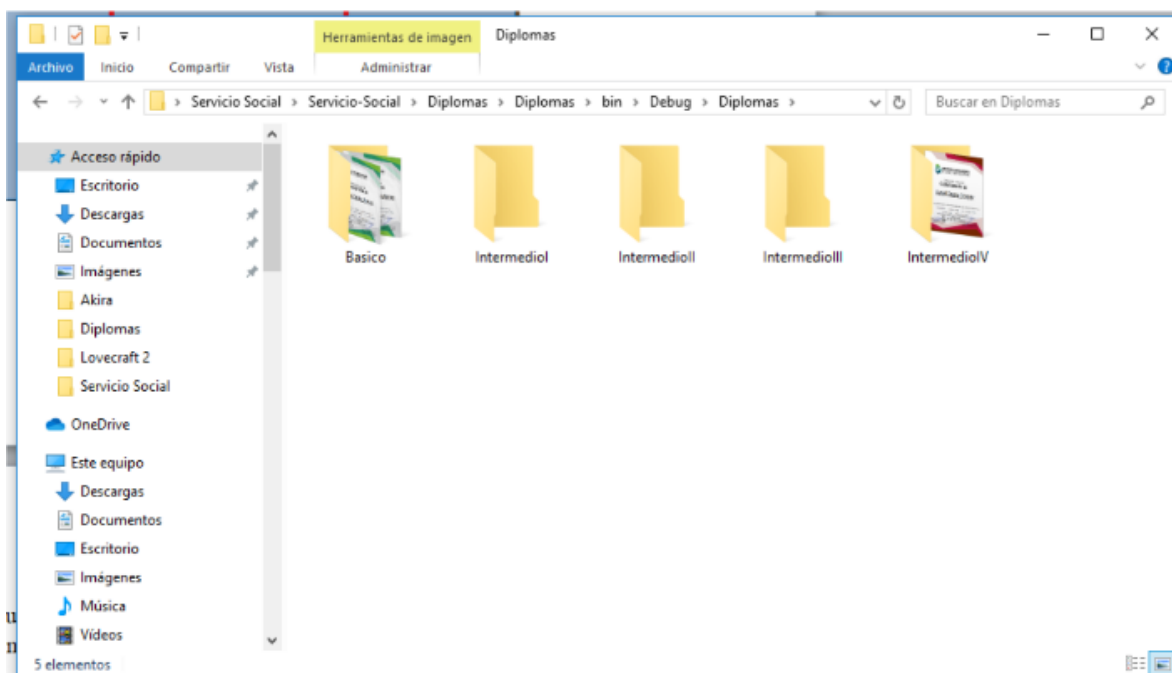 Herramientas de imagen Diplomas
Archivo Inicio Compartir Vista Administrar
Servicio Social > Servicio-Social > Diplomas > Diplomas > bin > Debug > Diplomas > Buscar en Diplomas
Acceso rápido
Escritorio
Descargas
Documentos
Imágenes
Akira
Diplomas
Lovecraft 2
Servicio Social
OneDrive
Este equipo
Descargas
Documentos
Escritorio
Imágenes
Música
Vídeos
Basico IntermedioI IntermedioII IntermedioIII IntermedioIV
5 elementos